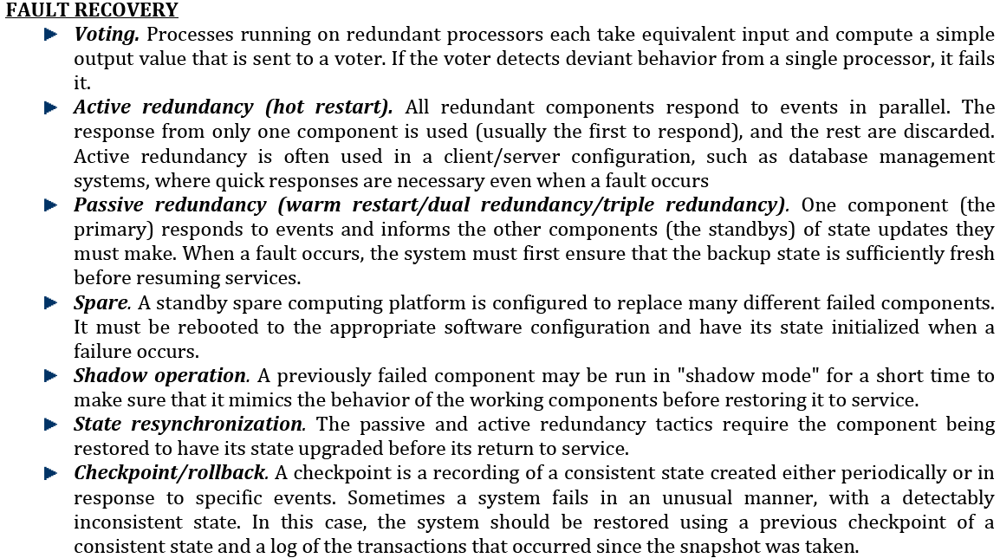 FAULT RECOVERY
► Voting. Processes running on redundant processors each take equivalent input and compute a simple
output value that is sent to a voter. If the voter detects deviant behavior from a single processor, it fails
it.
► Active redundancy (hot restart). All redundant components respond to events in parallel. The
response from only one component is used (usually the first to respond), and the rest are discarded.
Active redundancy is often used in a client/server configuration, such as database management
systems, where quick responses are necessary even when a fault occurs
► Passive redundancy (warm restart/dual redundancy/triple redundancy). One component (the
primary) responds to events and informs the other components (the standbys) of state updates they
must make. When a fault occurs, the system must first ensure that the backup state is sufficiently fresh
before resuming services.
► Spare. A standby spare computing platform is configured to replace many different failed components.
It must be rebooted to the appropriate software configuration and have its state initialized when a
failure occurs.
► Shadow operation. A previously failed component may be run in "shadow mode" for a short time to
make sure that it mimics the behavior of the working components before restoring it to service.
► State resynchronization. The passive and active redundancy tactics require the component being
restored to have its state upgraded before its return to service.
► Checkpoint/rollback. A checkpoint is a recording of a consistent state created either periodically or in
response to specific events. Sometimes a system fails in an unusual manner, with a detectably
inconsistent state. In this case, the system should be restored using a previous checkpoint of a
consistent state and a log of the transactions that occurred since the snapshot was taken.